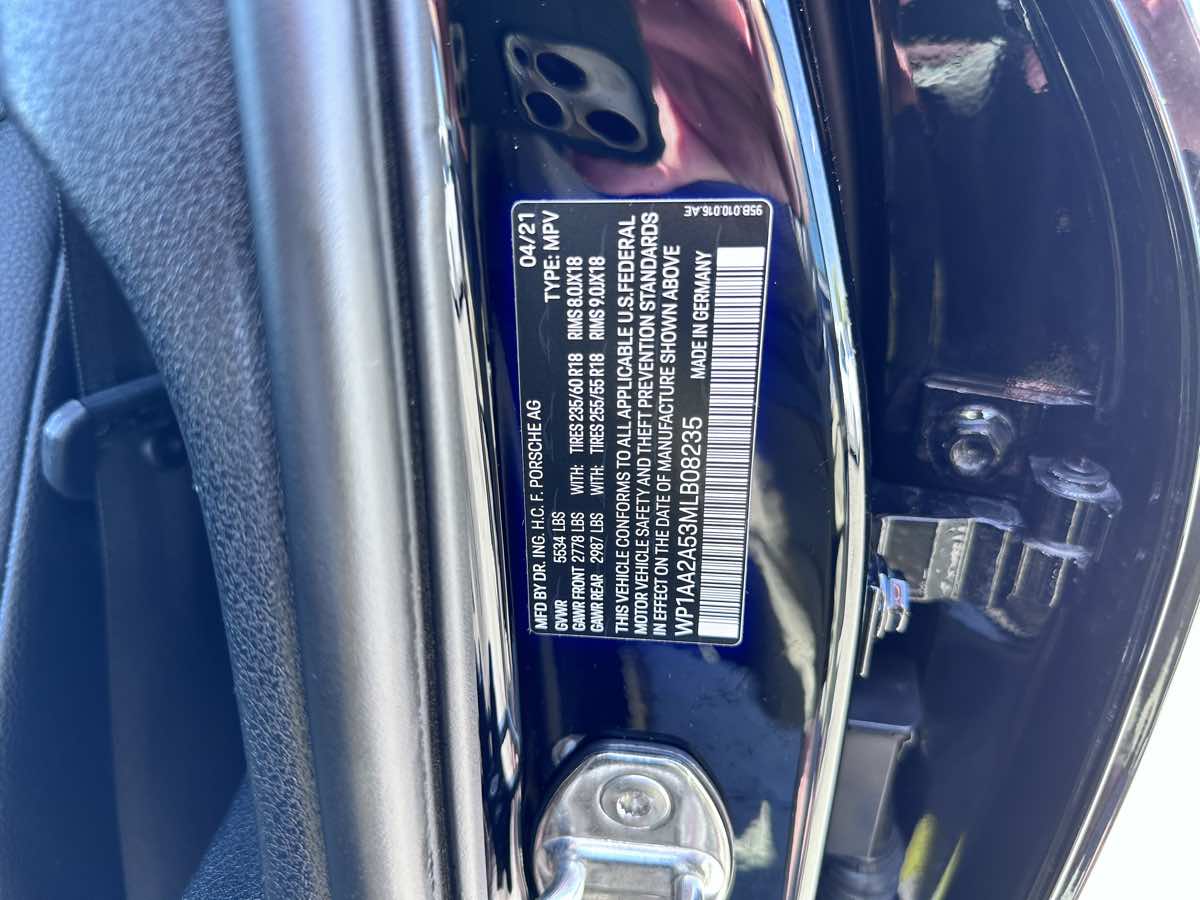 04/21
MFD BY DR. ING. H.C. F. PORSCHE AG TYPE: MPV
GVWR 5534 LBS
GAWR FRONT 2778 LBS WITH: TIRES 235/60 R18 RIMS 8.0JX18
GAWR REAR 2987 LBS WITH: TIRES 255/55 R18 RIMS 9.0JX18
THIS VEHICLE CONFORMS TO ALL APPLICABLE U.S.FEDERAL
MOTOR VEHICLE SAFETY AND THEFT PREVENTION STANDARDS
IN EFFECT ON THE DATE OF MANUFACTURE SHOWN ABOVE
WP1AA2A53MLB08235 MADE IN GERMANY
95B.010.016.AE